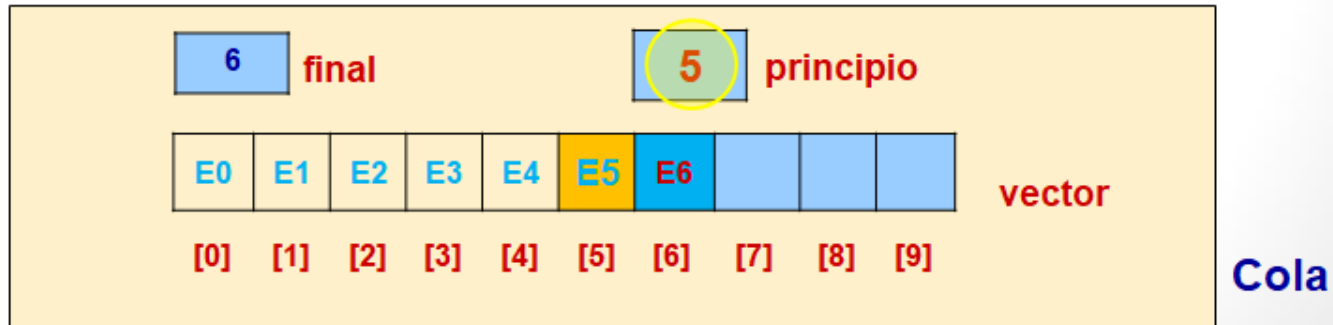 6 final 5 principio
E0 E1 E2 E3 E4 E5 E6
vector
[0] [1] [2] [3] [4] [5] [6] [7] [8] [9]
Cola